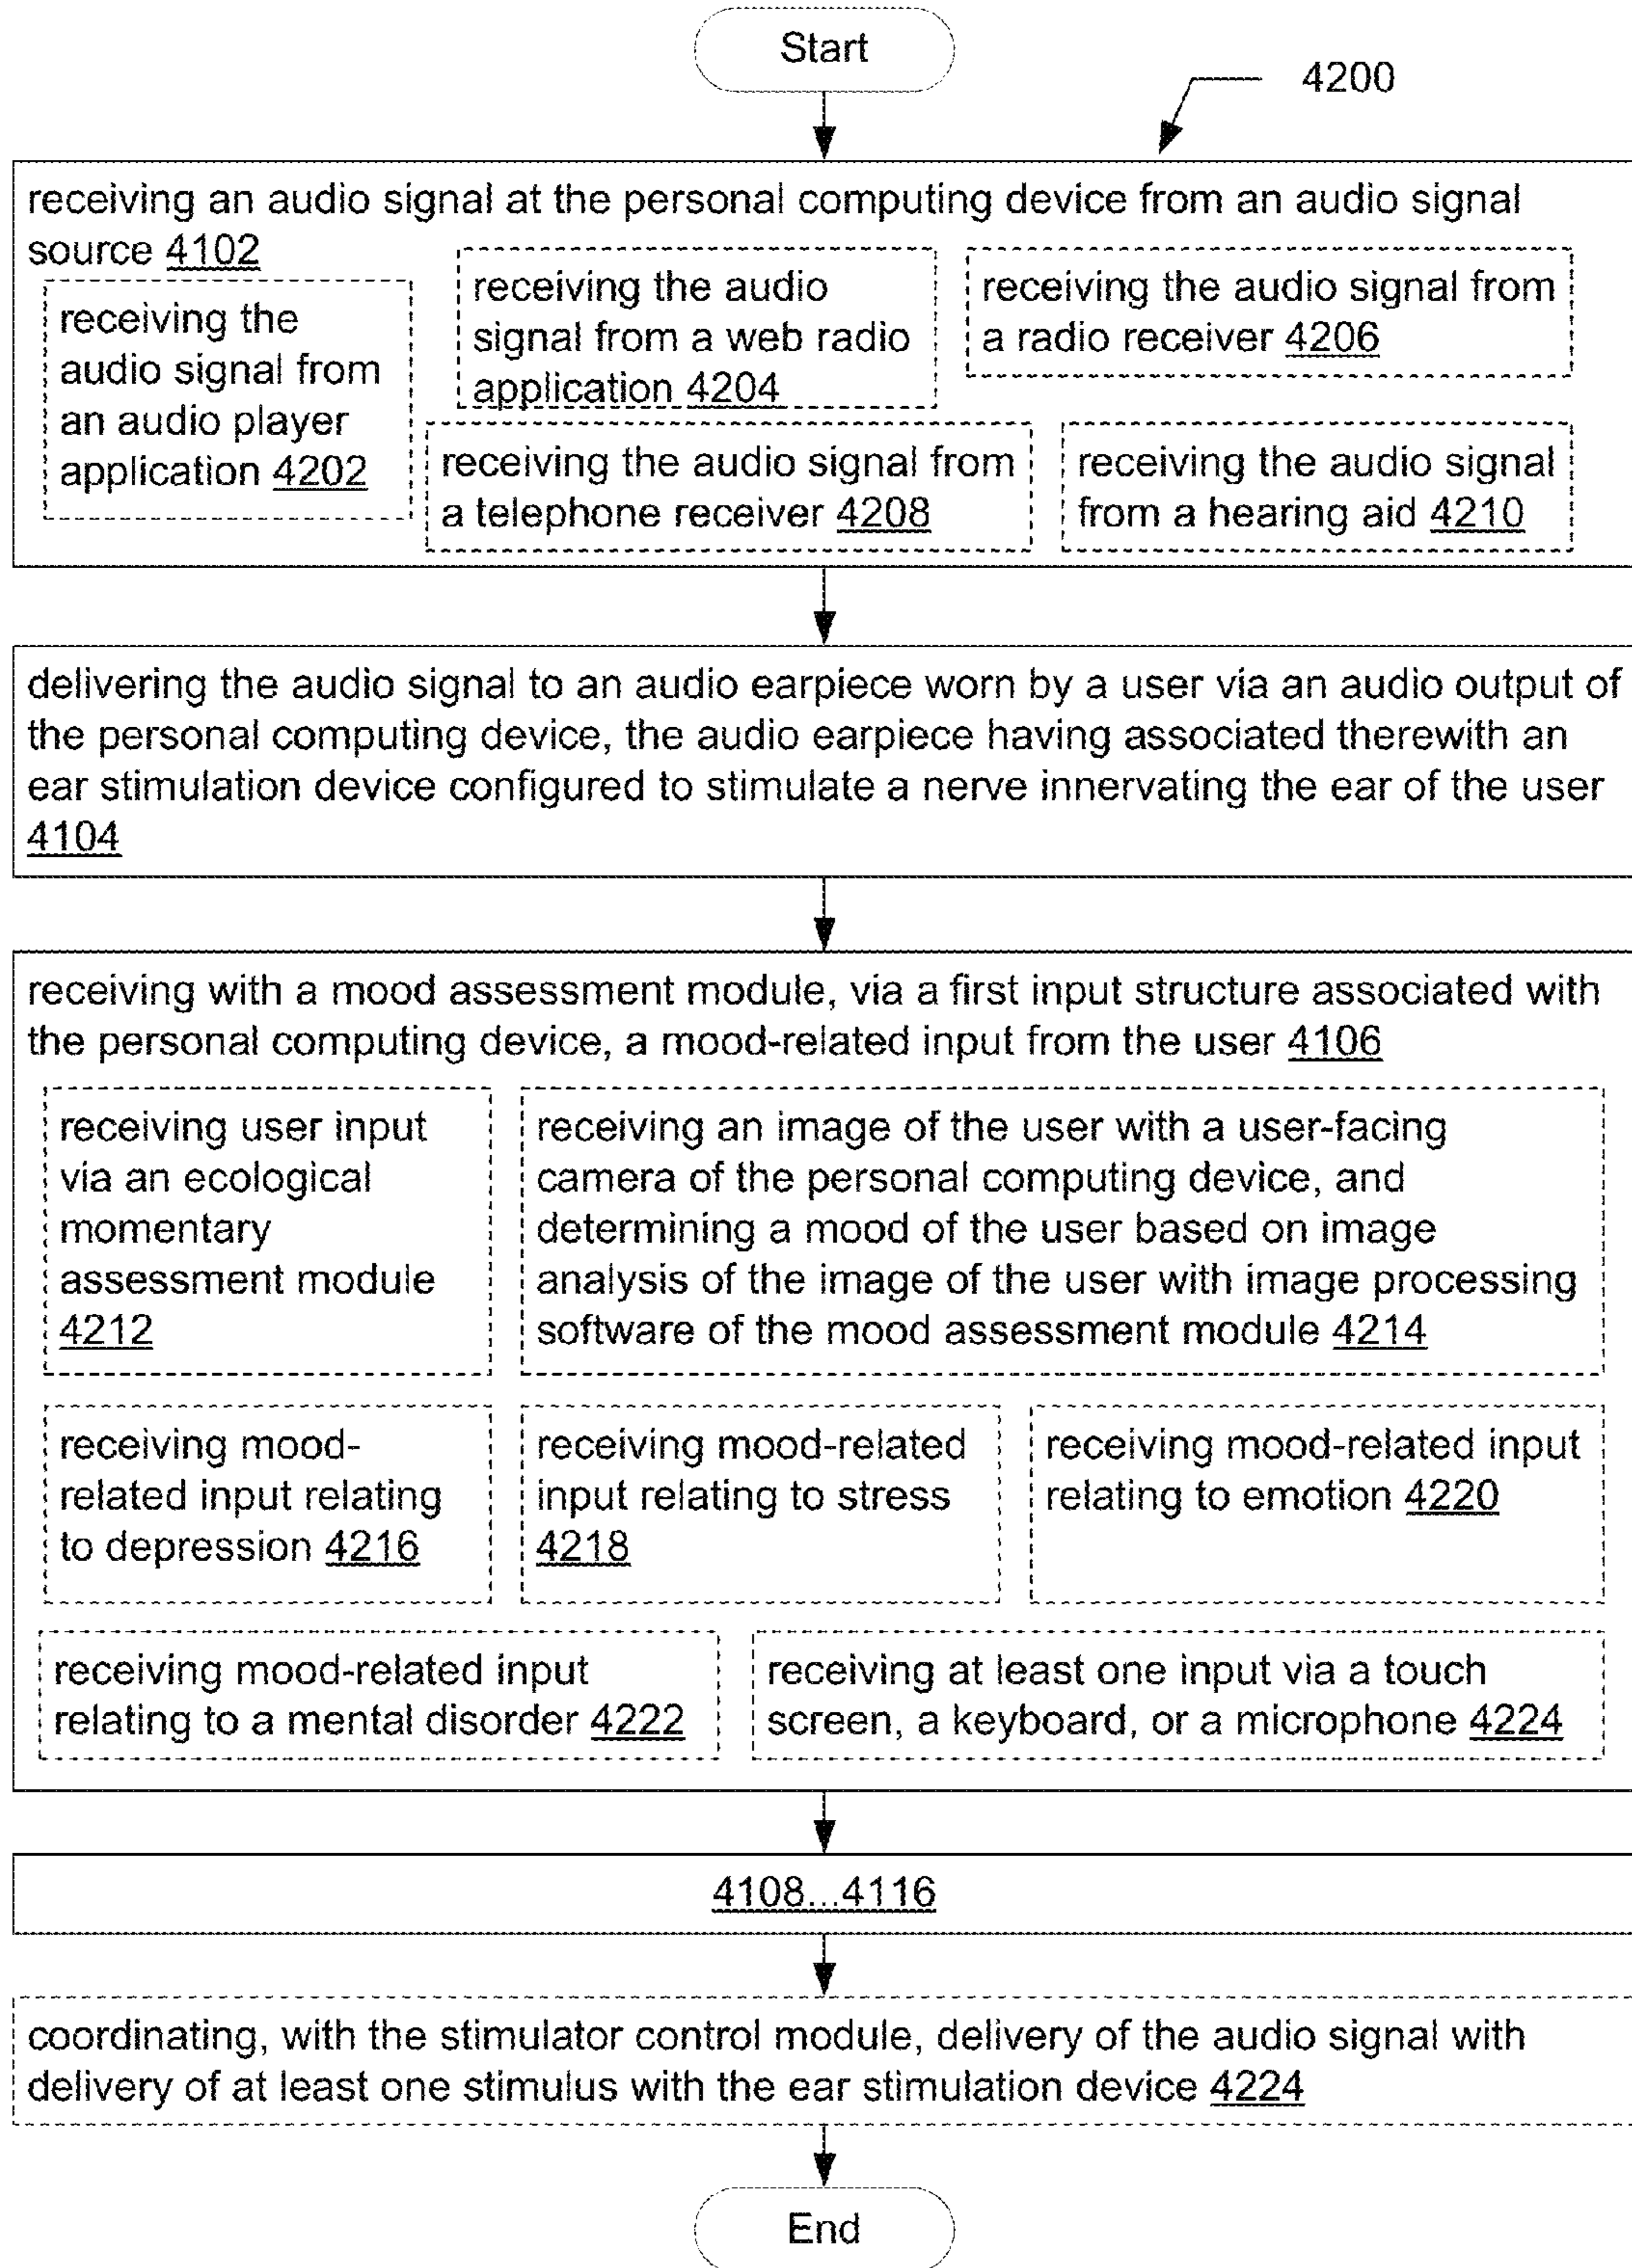 Start
4200
receiving an audio signal at the personal computing device from an audio signal
source 4102
receiving the
audio signal from
an audio player
application 4202
receiving the audio
signal from a web radio
application 4204
receiving the audio signal from
a radio receiver 4206
receiving the audio signal from
a telephone receiver 4208
receiving the audio signal
from a hearing aid 4210
delivering the audio signal to an audio earpiece worn by a user via an audio output of
the personal computing device, the audio earpiece having associated therewith an
ear stimulation device configured to stimulate a nerve innervating the ear of the user
4104
receiving with a mood assessment module, via a first input structure associated with
the personal computing device, a mood-related input from the user 4106
receiving user input
via an ecological
momentary
assessment module
4212
receiving an image of the user with a user-facing
camera of the personal computing device, and
determining a mood of the user based on image
analysis of the image of the user with image processing
software of the mood assessment module 4214
receiving mood-
related input relating
to depression 4216
receiving mood-related
input relating to stress
4218
receiving mood-related input
relating to emotion 4220
receiving mood-related input
relating to a mental disorder 4222
receiving at least one input via a touch
screen, a keyboard, or a microphone 4224
4108...4116
coordinating, with the stimulator control module, delivery of the audio signal with
delivery of at least one stimulus with the ear stimulation device 4224
End